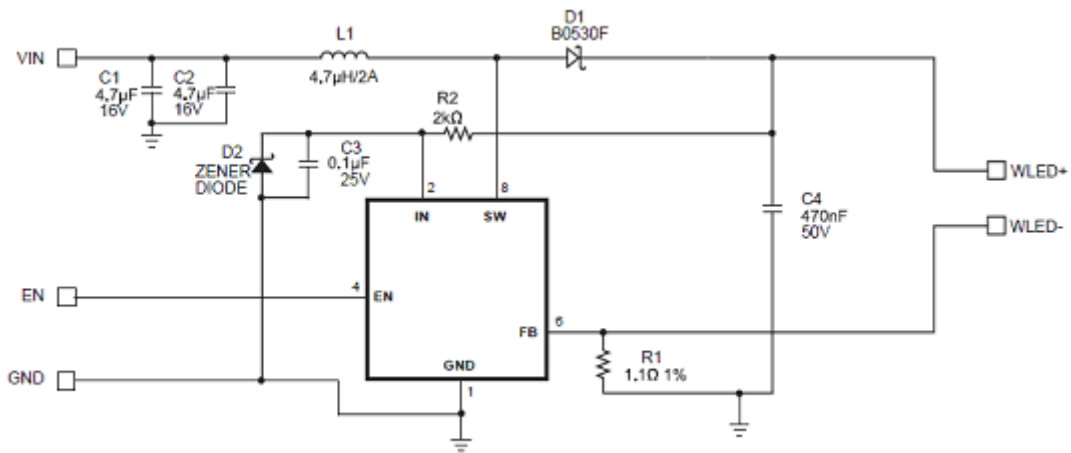 D1
B0530F
L1
VIN
4.7µH/2A
C1
4.7µF
16V
C2
4.7µF
16V
R2
2kΩ
D2
ZENER
DIODE
C3
0.1µF
25V
2
8
IN
SW
WLED+
C4
470nF
50V
WLED-
EN
4
EN
6
FB
R1
1.1Ω 1%
GND
GND
1